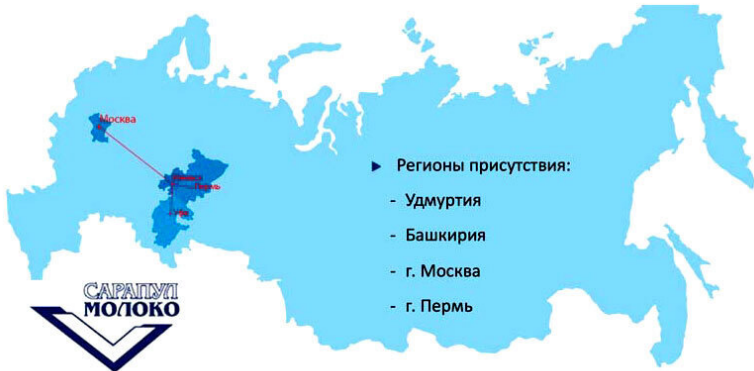 Москва
Ижевск
Пермь
Уфа
► Регионы присутствия:
- Удмуртия
- Башкирия
- г. Москва
- г. Пермь
САРАПУЛ
МОЛОКО